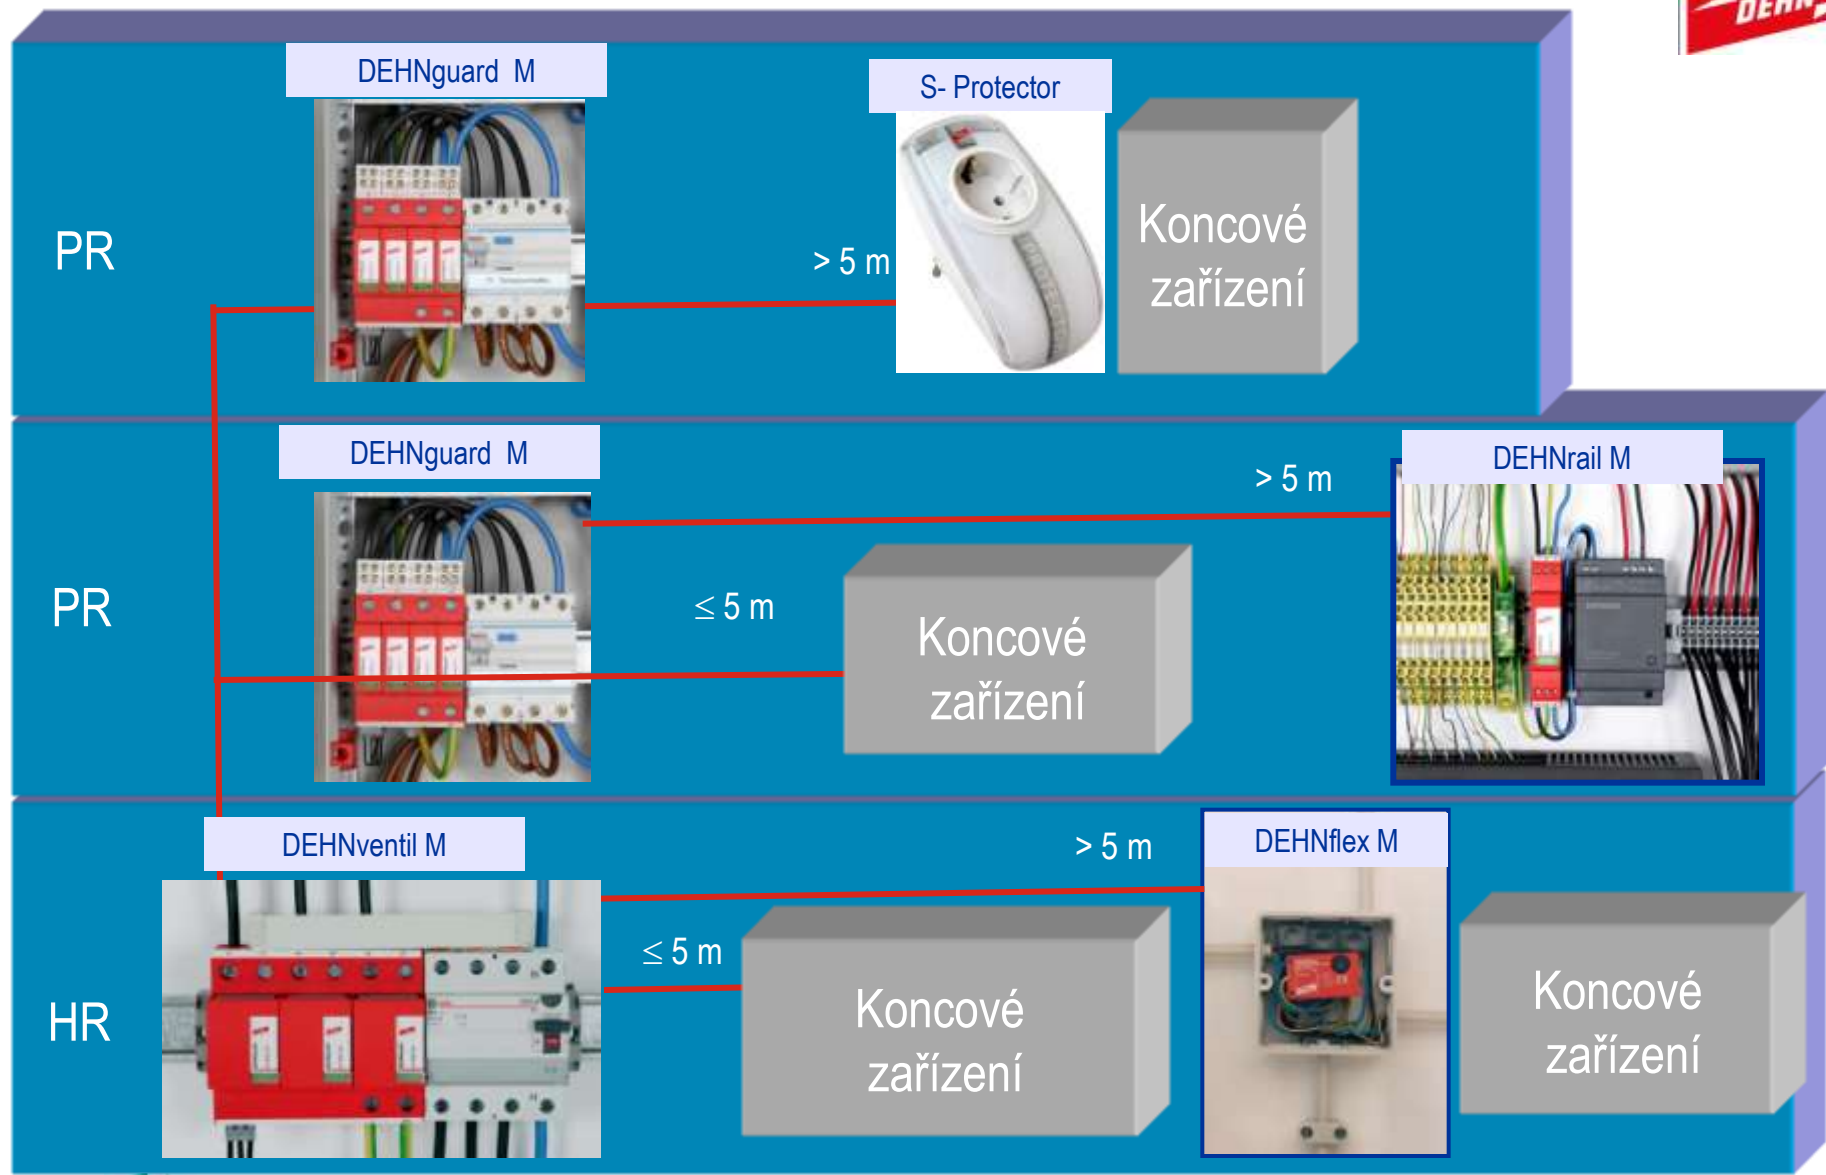 DEHN
DEHNguard M
S- Protector
PR
> 5 m
Koncové
zařízení
DEHNguard M
> 5 m
DEHNrail M
PR
≤ 5 m
Koncové
zařízení
DEHNventil M
> 5 m
DEHNflex M
≤ 5 m
HR
Koncové
zařízení
Koncové
zařízení